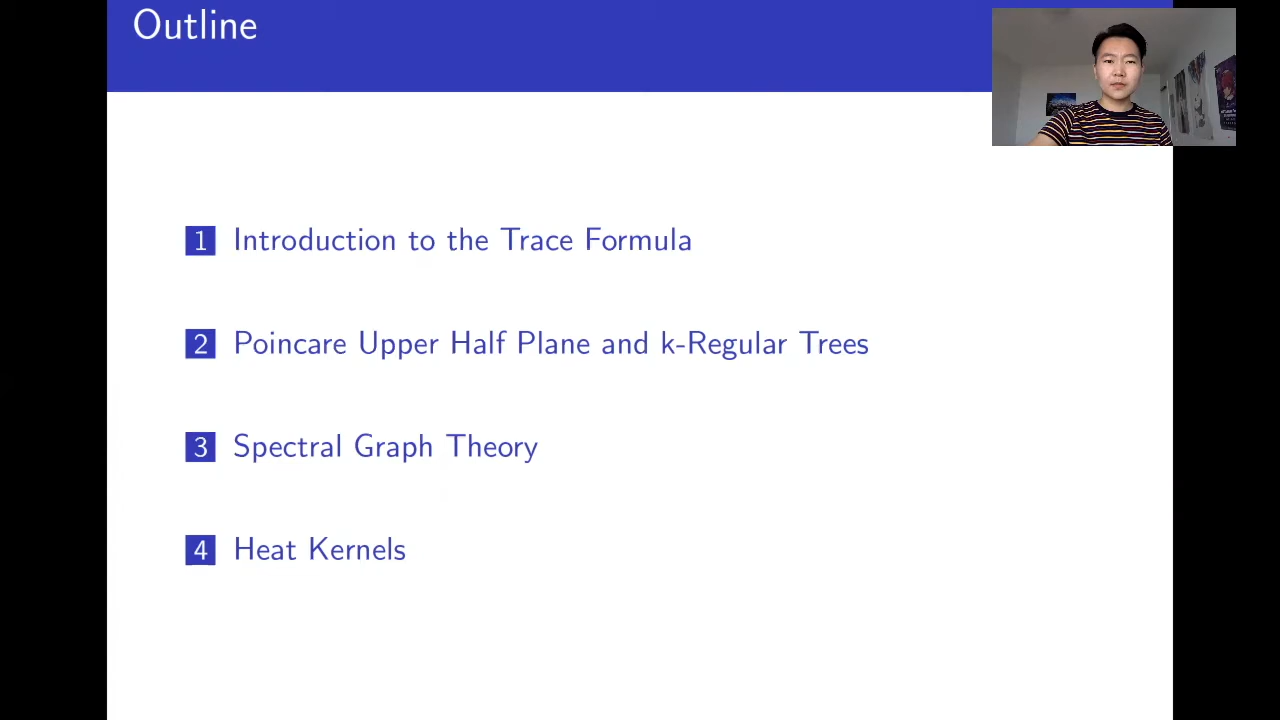 Outline
1 Introduction to the Trace Formula
2 Poincare Upper Half Plane and k-Regular Trees
3 Spectral Graph Theory
4 Heat Kernels